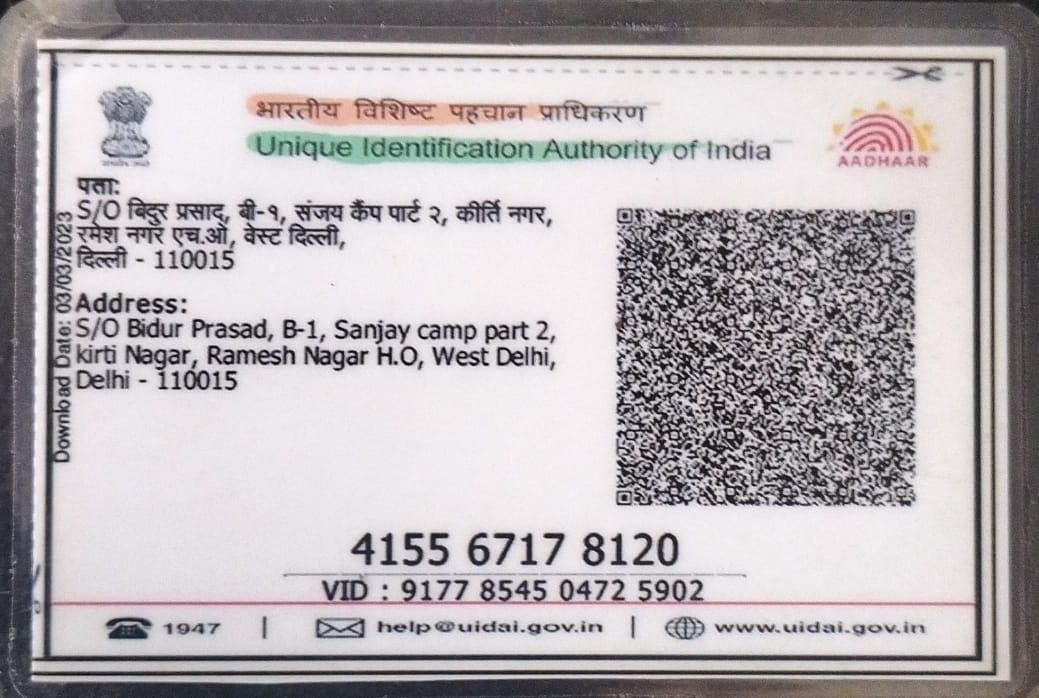 भारतीय विशिष्ट पहचान प्राधिकरण
Unique Identification Authority of India
AADHAAR
पता:
S/O बिदुर प्रसाद, बी-१, संजय कैंप पार्ट २, कीर्ति नगर,
रमेश नगर एच.ओ, वेस्ट दिल्ली,
दिल्ली - 110015
Address:
S/O Bidur Prasad, B-1, Sanjay camp part 2,
kirti Nagar, Ramesh Nagar H.O, West Delhi,
Delhi - 110015
Download Date: 03/03/2023
4155 6717 8120
VID : 9177 8545 0472 5902
1947 | help@uidai.gov.in | www.uidai.gov.in